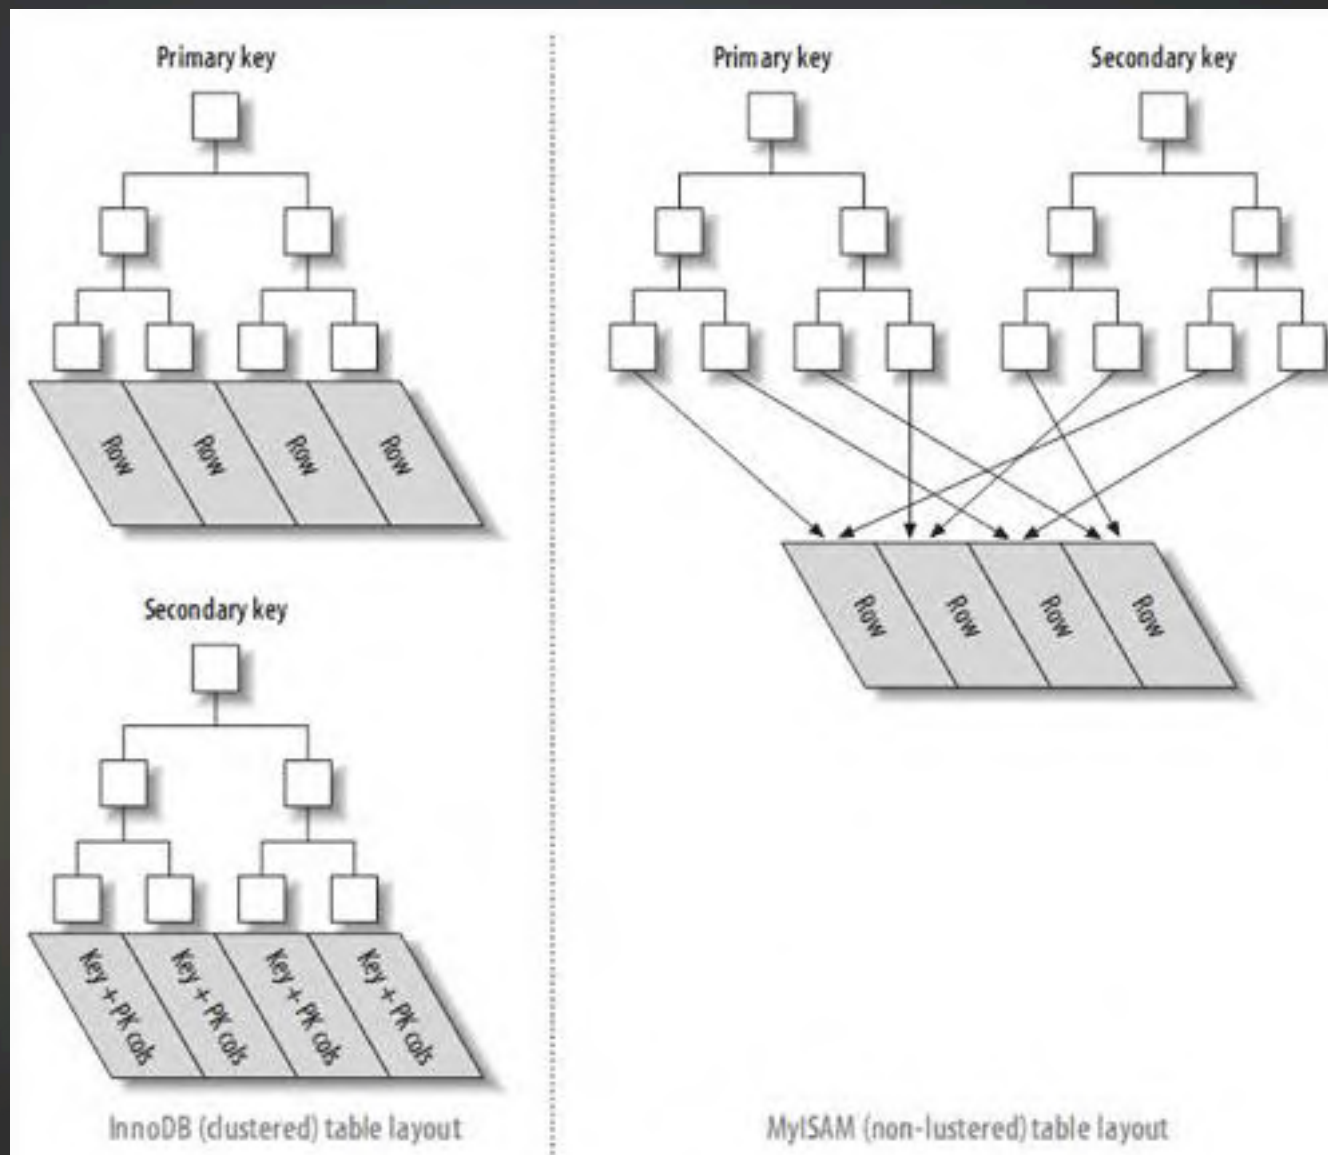 Primary key
Row
Row
Row
Row
Secondary key
Key + PK cols
Key + PK cols
Key + PK cols
Key + PK cols
InnoDB (clustered) table layout
Primary key
Secondary key
Row
Row
Row
Row
MyISAM (non-lustered) table layout